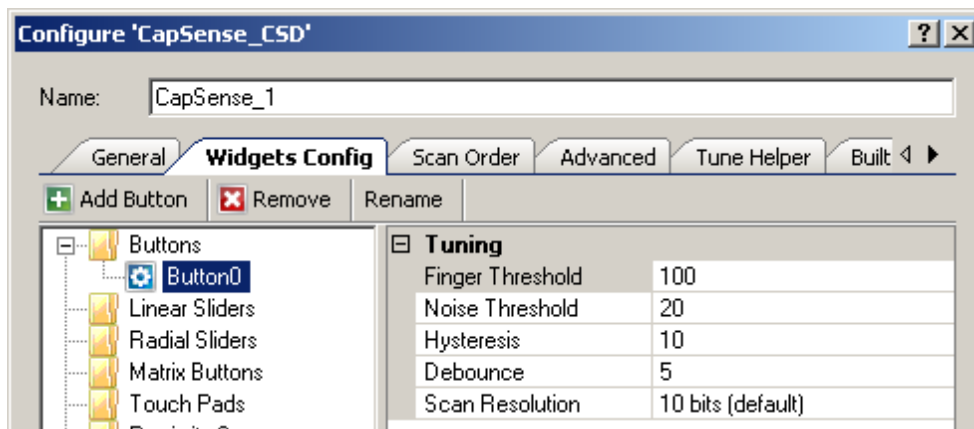 Configure 'CapSense_CSD'
Name: CapSense_1
General Widgets Config Scan Order Advanced Tune Helper Built
Add Button Remove Rename
Buttons
Button0
Linear Sliders
Radial Sliders
Matrix Buttons
Touch Pads
Tuning
Finger Threshold 100
Noise Threshold 20
Hysteresis 10
Debounce 5
Scan Resolution 10 bits (default)